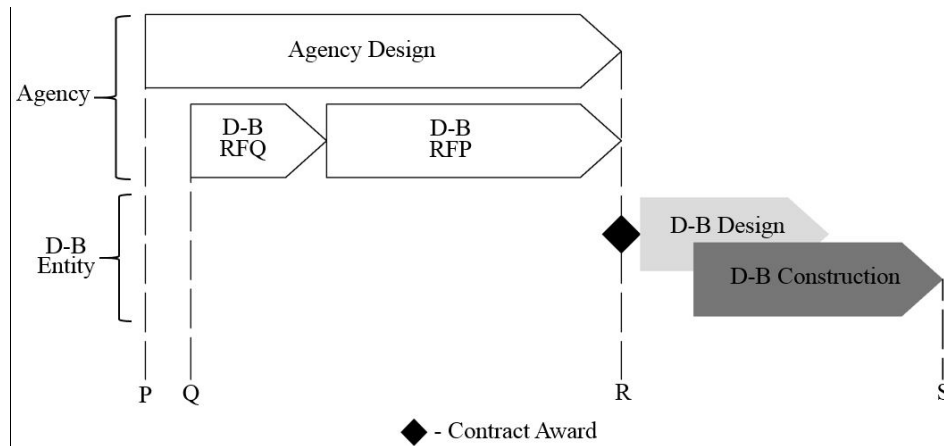 Agency Design
Agency
D-B
RFQ
D-B
RFP
D-B
Entity
D-B Design
D-B Construction
P
Q
R
S
- Contract Award